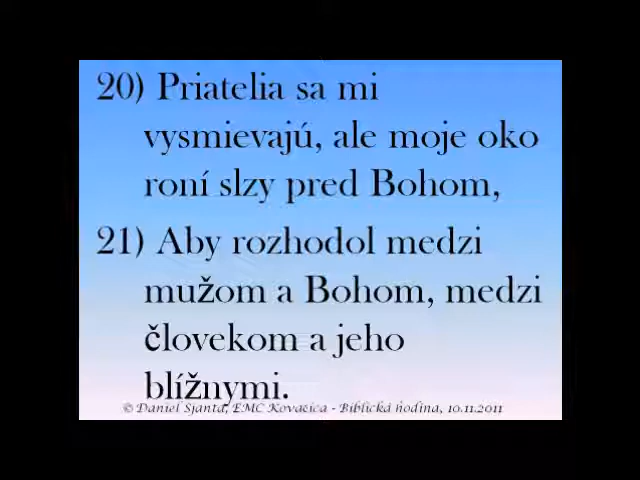 20) Priatelia sa mi
vysmievajú, ale moje oko
roní slzy pred Bohom,
21) Aby rozhodol medzi
mužom a Bohom, medzi
človekom a jeho
blížnymi.
© Daniel Sjanta, EMC Kovačica - Biblická hodina, 10.11.2011